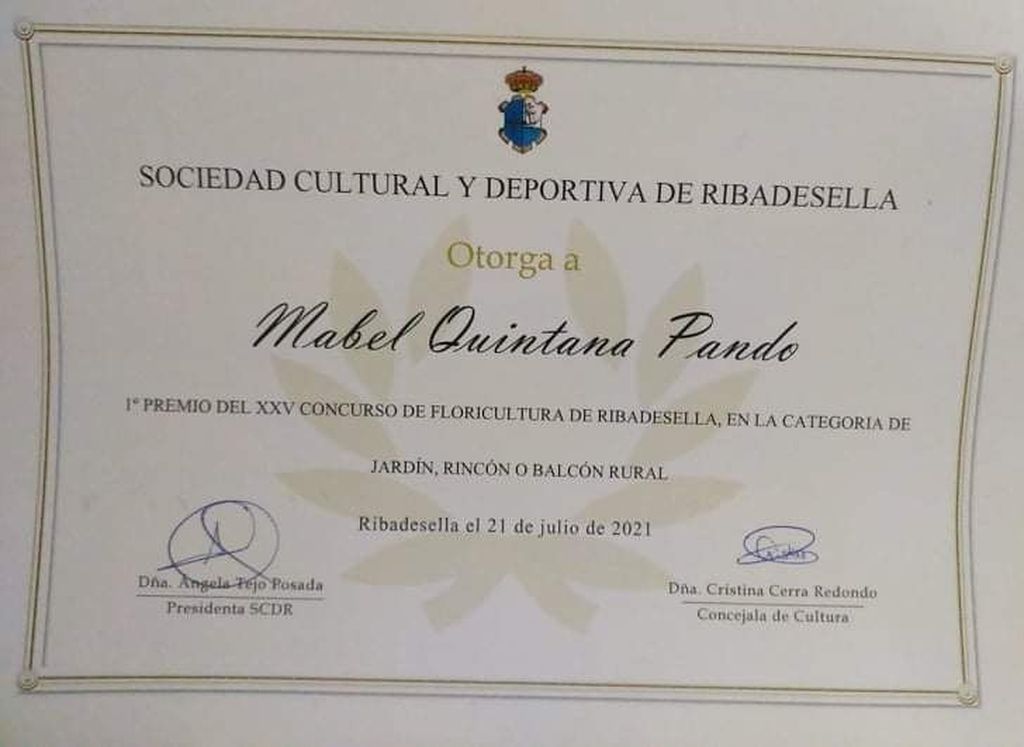 SOCIEDAD CULTURAL Y DEPORTIVA DE RIBADESELLA
Otorga a
Mabel Quintana Pando
1º PREMIO DEL XXV CONCURSO DE FLORICULTURA DE RIBADESELLA, EN LA CATEGORIA DE
JARDÍN, RINCÓN O BALCÓN RURAL
Ribadesella el 21 de julio de 2021
Dña. Angela Tejo Posada
Presidenta SCDR
Dña. Cristina Cerra Redondo
Concejala de Cultura